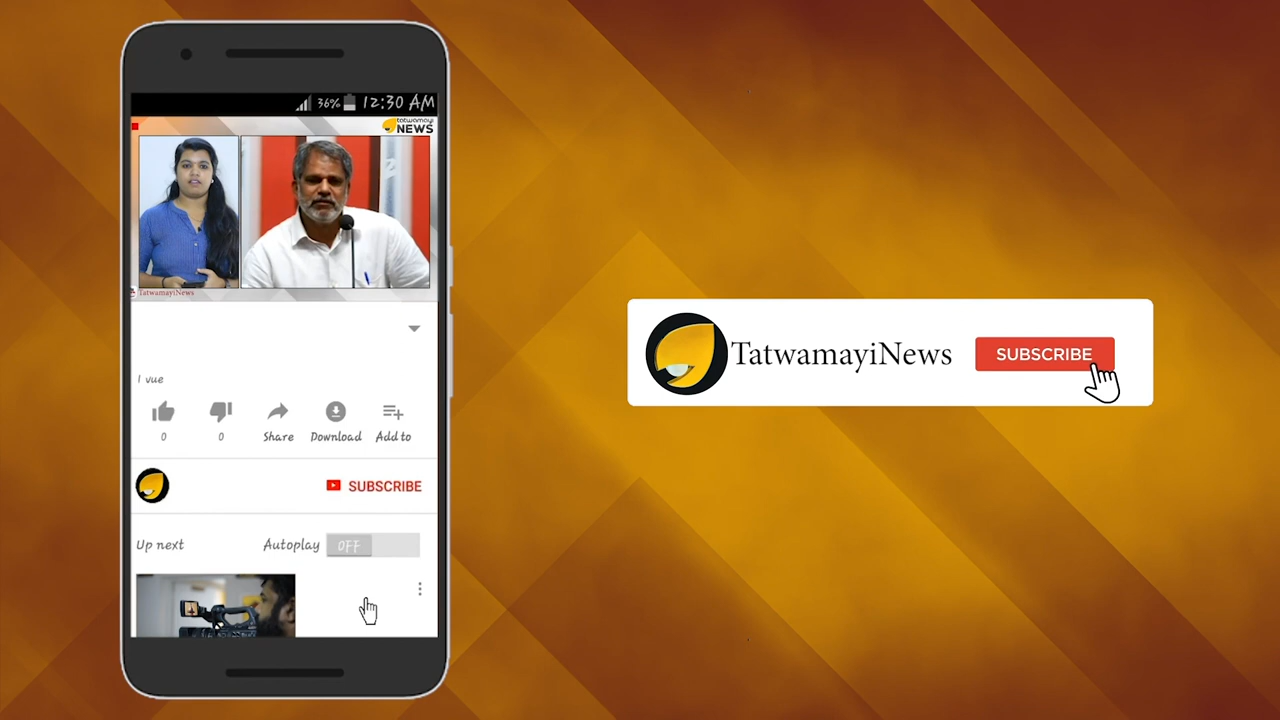 36% 12:30 AM
tatwamayi
NEWS
TatwamayiNews
1 vue
0 0 Share Download Add to
SUBSCRIBE
Up next Autoplay OFF
TatwamayiNews SUBSCRIBE